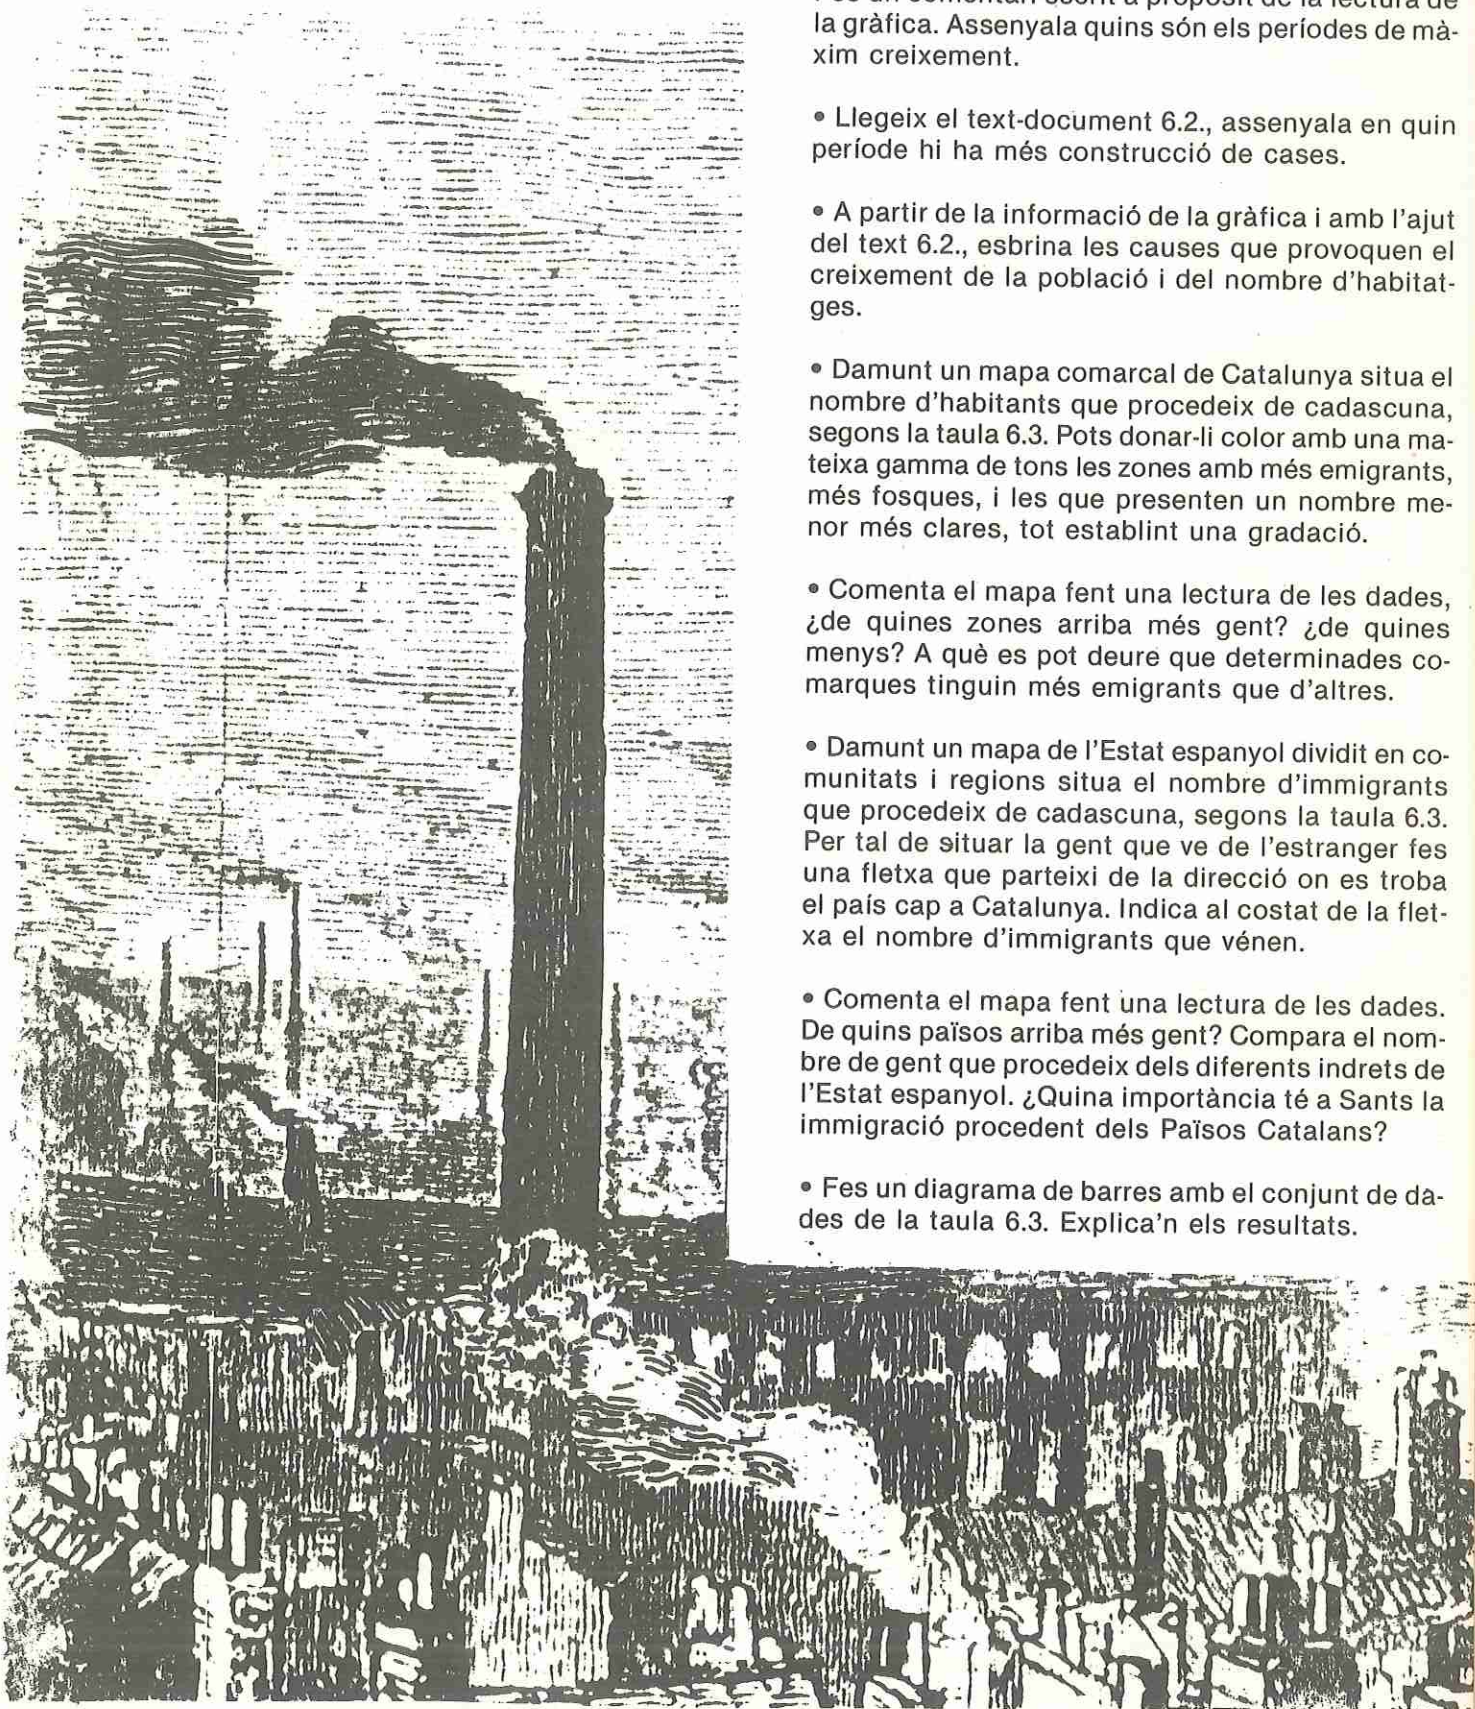 la gràfica. Assenyala quins són els períodes de mà-
xim creixement.
• Llegeix el text-document 6.2., assenyala en quin
període hi ha més construcció de cases.
• A partir de la informació de la gràfica i amb l'ajut
del text 6.2., esbrina les causes que provoquen el
creixement de la població i del nombre d'habitat-
ges.
• Damunt un mapa comarcal de Catalunya situa el
nombre d'habitants que procedeix de cadascuna,
segons la taula 6.3. Pots donar-li color amb una ma-
teixa gamma de tons les zones amb més emigrants,
més fosques, i les que presenten un nombre me-
nor més clares, tot establint una gradació.
• Comenta el mapa fent una lectura de les dades,
¿de quines zones arriba més gent? ¿de quines
menys? A què es pot deure que determinades co-
marques tinguin més emigrants que d'altres.
• Damunt un mapa de l'Estat espanyol dividit en co-
munitats i regions situa el nombre d'immigrants
que procedeix de cadascuna, segons la taula 6.3.
Per tal de situar la gent que ve de l'estranger fes
una fletxa que parteixi de la direcció on es troba
el país cap a Catalunya. Indica al costat de la flet-
xa el nombre d'immigrants que vénen.
• Comenta el mapa fent una lectura de les dades.
De quins països arriba més gent? Compara el nom-
bre de gent que procedeix dels diferents indrets de
l'Estat espanyol. ¿Quina importància té a Sants la
immigració procedent dels Països Catalans?
• Fes un diagrama de barres amb el conjunt de da-
des de la taula 6.3. Explica'n els resultats.